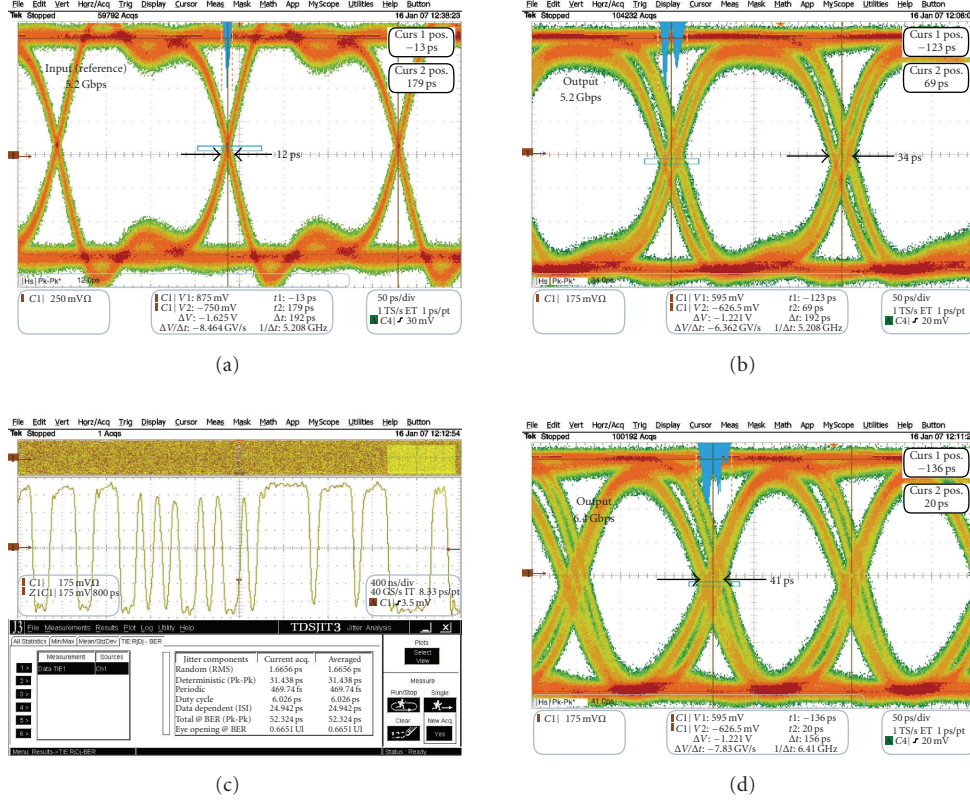 File Edit Vert Horz/Acq Trig Display Cursor Meas Mask Math App MyScope Utilities Help Button
Tek Stopped 59792 Acqs 16 Jan 07 12:38:23
Curs 1 pos.
−13 ps
Curs 2 pos.
179 ps
Input (reference)
5.2 Gbps
12 ps
Hs Pk-Pk* 12.0ps
C1 250 mVΩ
C1 V1: 875 mV t1: −13 ps
C1 V2: −750 mV t2: 179 ps
ΔV: −1.625 V Δt: 192 ps
ΔV/Δt: −8.464 GV/s 1/Δt: 5.208 GHz
50 ps/div
1 TS/s ET 1 ps/pt
A C4 30 mV
(a)
File Edit Vert Horz/Acq Trig Display Cursor Meas Mask Math App MyScope Utilities Help Button
Tek Stopped 104232 Acqs 16 Jan 07 12:06:0
Curs 1 pos.
−123 ps
Curs 2 pos.
69 ps
Output
5.2 Gbps
34 ps
Hs Pk-Pk* 34.0ps
C1 175 mVΩ
C1 V1: 595 mV t1: −123 ps
C1 V2: −626.5 mV t2: 69 ps
ΔV: −1.221 V Δt: 192 ps
ΔV/Δt: −6.362 GV/s 1/Δt: 5.208 GHz
50 ps/div
1 TS/s ET 1 ps/pt
A C4 20 mV
(b)
File Edit Vert Horz/Acq Trig Display Cursor Meas Mask Math App MyScope Utilities Help Button
Tek Stopped 1 Acqs 16 Jan 07 12:12:54
C1 175 mVΩ
Z1C1 175 mV 800 ps
400 ns/div
40 GS/s IT 8.33 ps/pt
A C1 3.5 mV
J3 File Measurements Results Plot Log Utility Help TDSJIT3 Jitter Analysis _ X
All Statistics Min/Max Mean/StdDev TIE:RjDj - BER
Measurement Sources
Data TIE1 Ch1
1 >
2 >
3 >
4 >
5 >
6 >
Jitter components Current acq. Averaged
Random (RMS) 1.6656 ps 1.6656 ps
Deterministic (Pk-Pk) 31.438 ps 31.438 ps
Periodic 469.74 fs 469.74 fs
Duty cycle 6.026 ps 6.026 ps
Data dependent (ISI) 24.942 ps 24.942 ps
Total @ BER (Pk-Pk) 52.324 ps 52.324 ps
Eye opening @ BER 0.6651 UI 0.6651 UI
Plots
Select
View
Measure
Run/Stop Single
Clear New Acq
Yes
Menu: Results->TIE:RjDj-BER Status: Ready
(c)
File Edit Vert Horz/Acq Trig Display Cursor Meas Mask Math App MyScope Utilities Help Button
Tek Stopped 100192 Acqs 16 Jan 07 12:11:2
Curs 1 pos.
−136 ps
Curs 2 pos.
20 ps
Output
6.4 Gbps
41 ps
Hs Pk-Pk* 41.0ps
C1 175 mVΩ
C1 V1: 595 mV t1: −136 ps
C1 V2: −626.5 mV t2: 20 ps
ΔV: −1.221 V Δt: 156 ps
ΔV/Δt: −7.83 GV/s 1/Δt: 6.41 GHz
50 ps/div
1 TS/s ET 1 ps/pt
A C4 20 mV
(d)